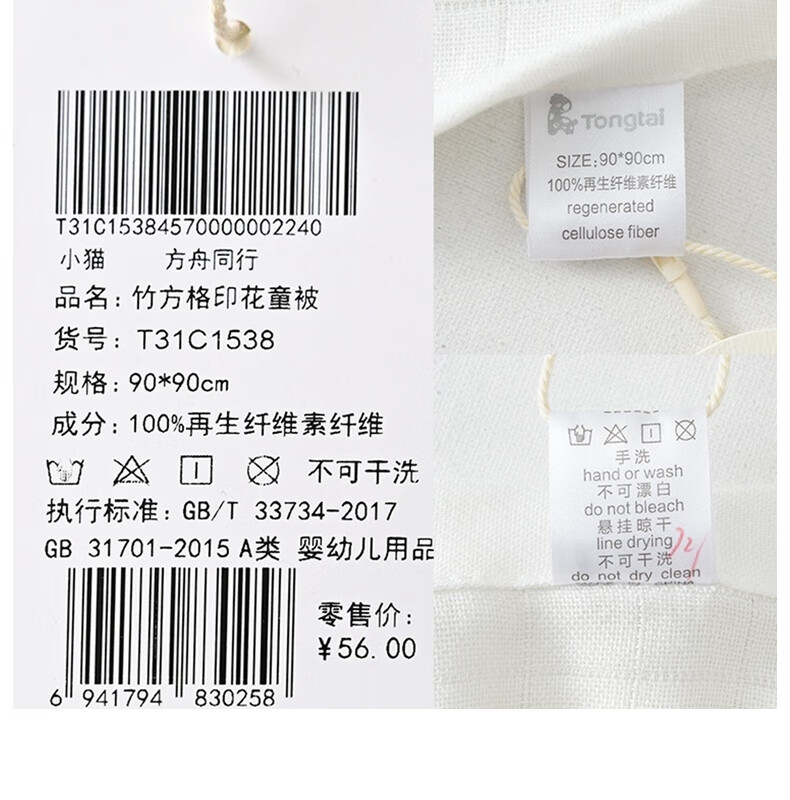 T31C15384570000002240
小猫 方舟同行
品名: 竹方格印花童被
货号: T31C1538
规格: 90*90cm
成分: 100%再生纤维素纤维
不可干洗
执行标准: GB/T 33734-2017
GB 31701-2015 A类 婴幼儿用品
零售价:
¥56.00
6 941794 830258
Tongtai
SIZE:90*90cm
100%再生纤维素纤维
regenerated
cellulose fiber
手洗
hand or wash
不可漂白
do not bleach
悬挂晾干
line drying
不可干洗
do not dry clean